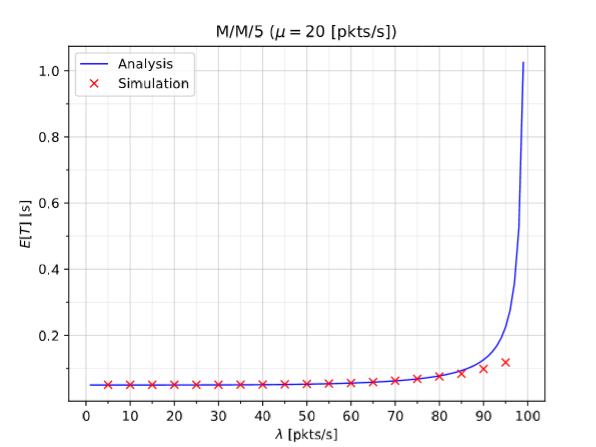 M/M/5 (μ = 20 [pkts/s])
Analysis
Simulation
E[T] [s]
1.0
0.8
0.6
0.4
0.2
0 10 20 30 40 50 60 70 80 90 100
λ [pkts/s]